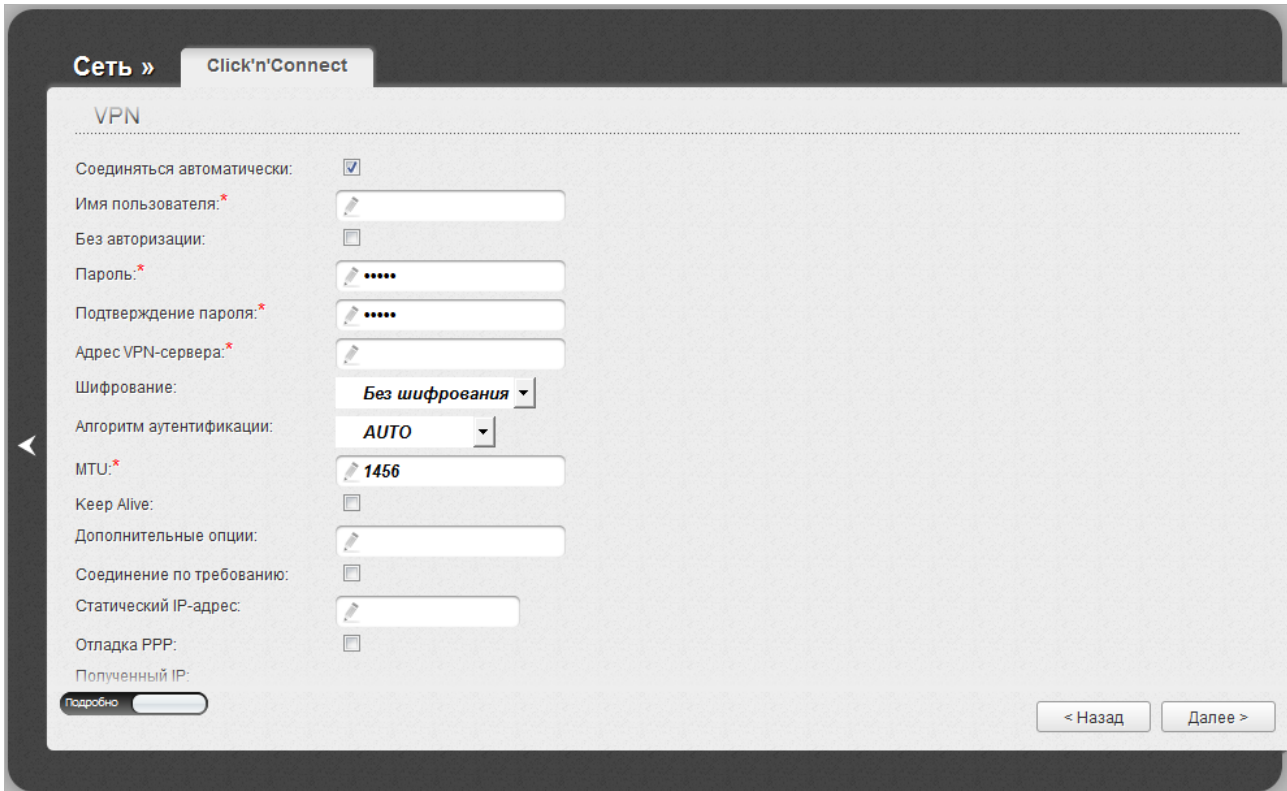 Сеть »
Click'n'Connect
VPN
Соединяться автоматически:
Имя пользователя:*
Без авторизации:
Пароль:* •••••
Подтверждение пароля:* •••••
Адрес VPN-сервера:*
Шифрование: Без шифрования
Алгоритм аутентификации: AUTO
MTU:* 1456
Keep Alive:
Дополнительные опции:
Соединение по требованию:
Статический IP-адрес:
Отладка PPP:
Полученный IP:
Подробно
< Назад
Далее >